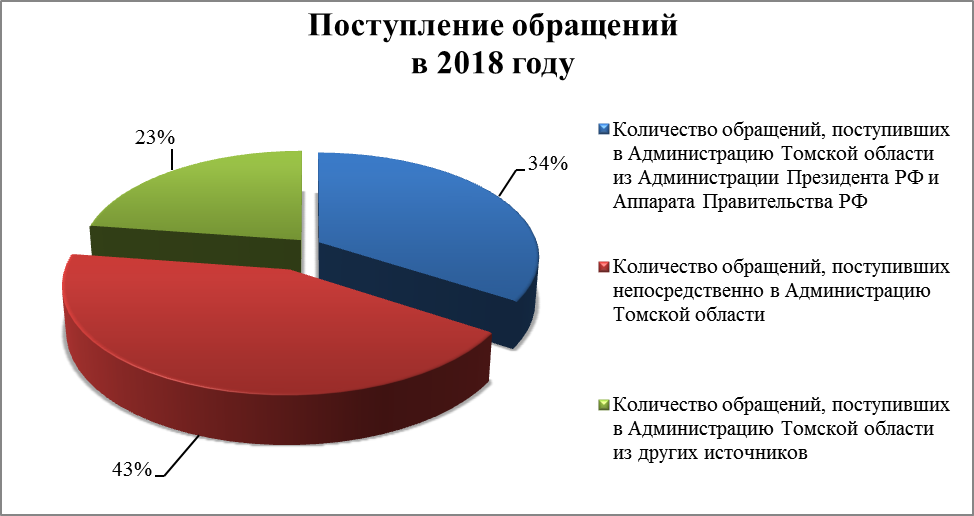 Поступление обращений
в 2018 году
23%
34%
43%
Количество обращений, поступивших
в Администрацию Томской области
из Администрации Президента РФ и
Аппарата Правительства РФ
Количество обращений, поступивших
непосредственно в Администрацию
Томской области
Количество обращений, поступивших
в Администрацию Томской области
из других источников